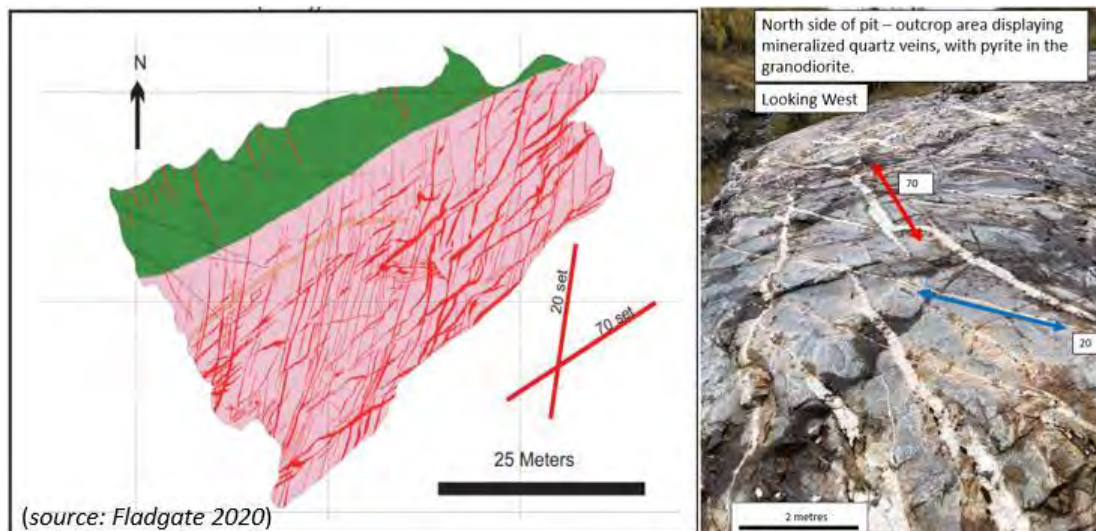 N
20 set
70 set
25 Meters
(source: Fladgate 2020)
North side of pit – outcrop area displaying
mineralized quartz veins, with pyrite in the
granodiorite.
Looking West
70
20
2 metres